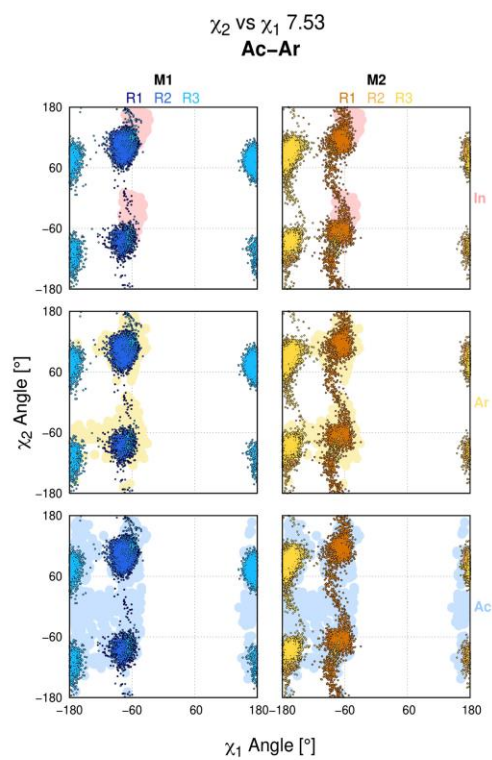 χ₂ vs χ₁ 7.53
Ac–Ar
M1 M2
R1 R2 R3 R1 R2 R3
180
60
−60
−180
In
180
60
−60
−180
Ar
χ₂ Angle [°]
180
60
−60
−180
Ac
−180 −60 60 180 −180 −60 60 180
χ₁ Angle [°]